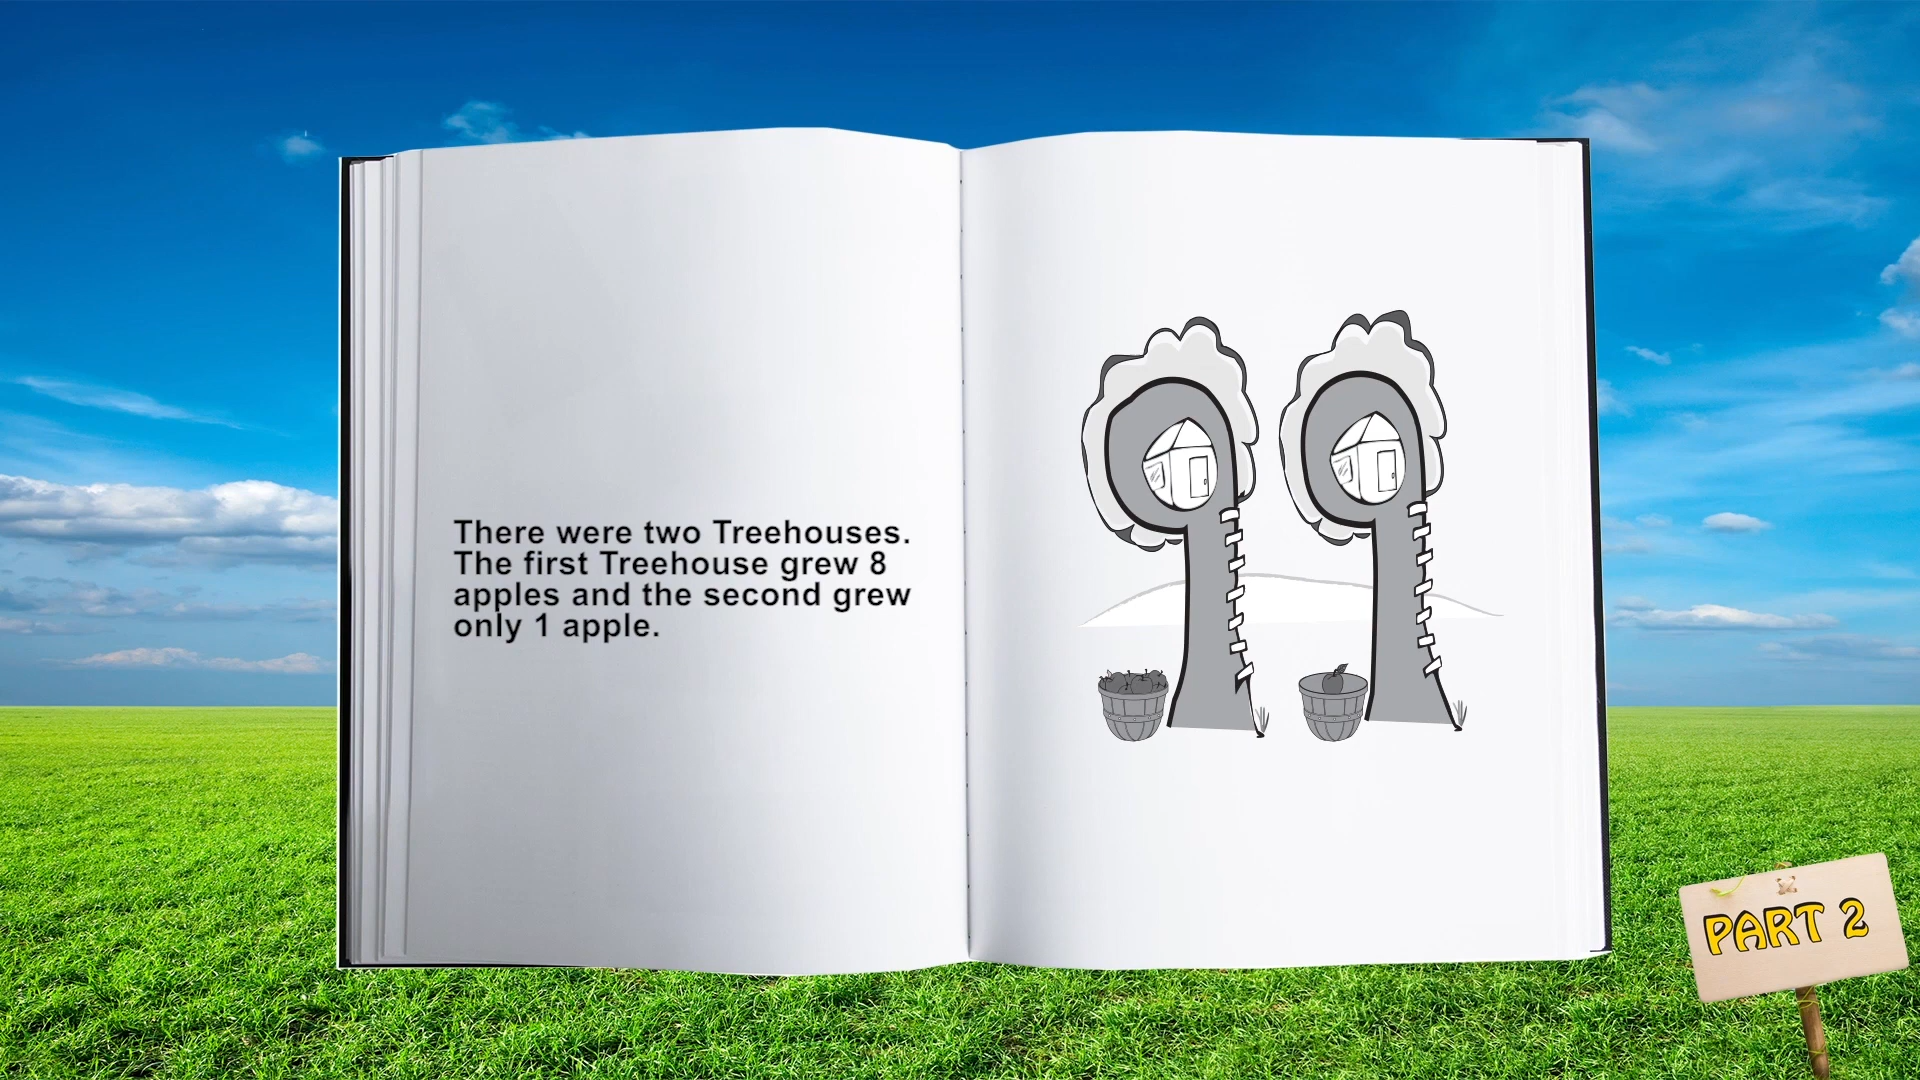 There were two Treehouses.
The first Treehouse grew 8
apples and the second grew
only 1 apple.
PART 2